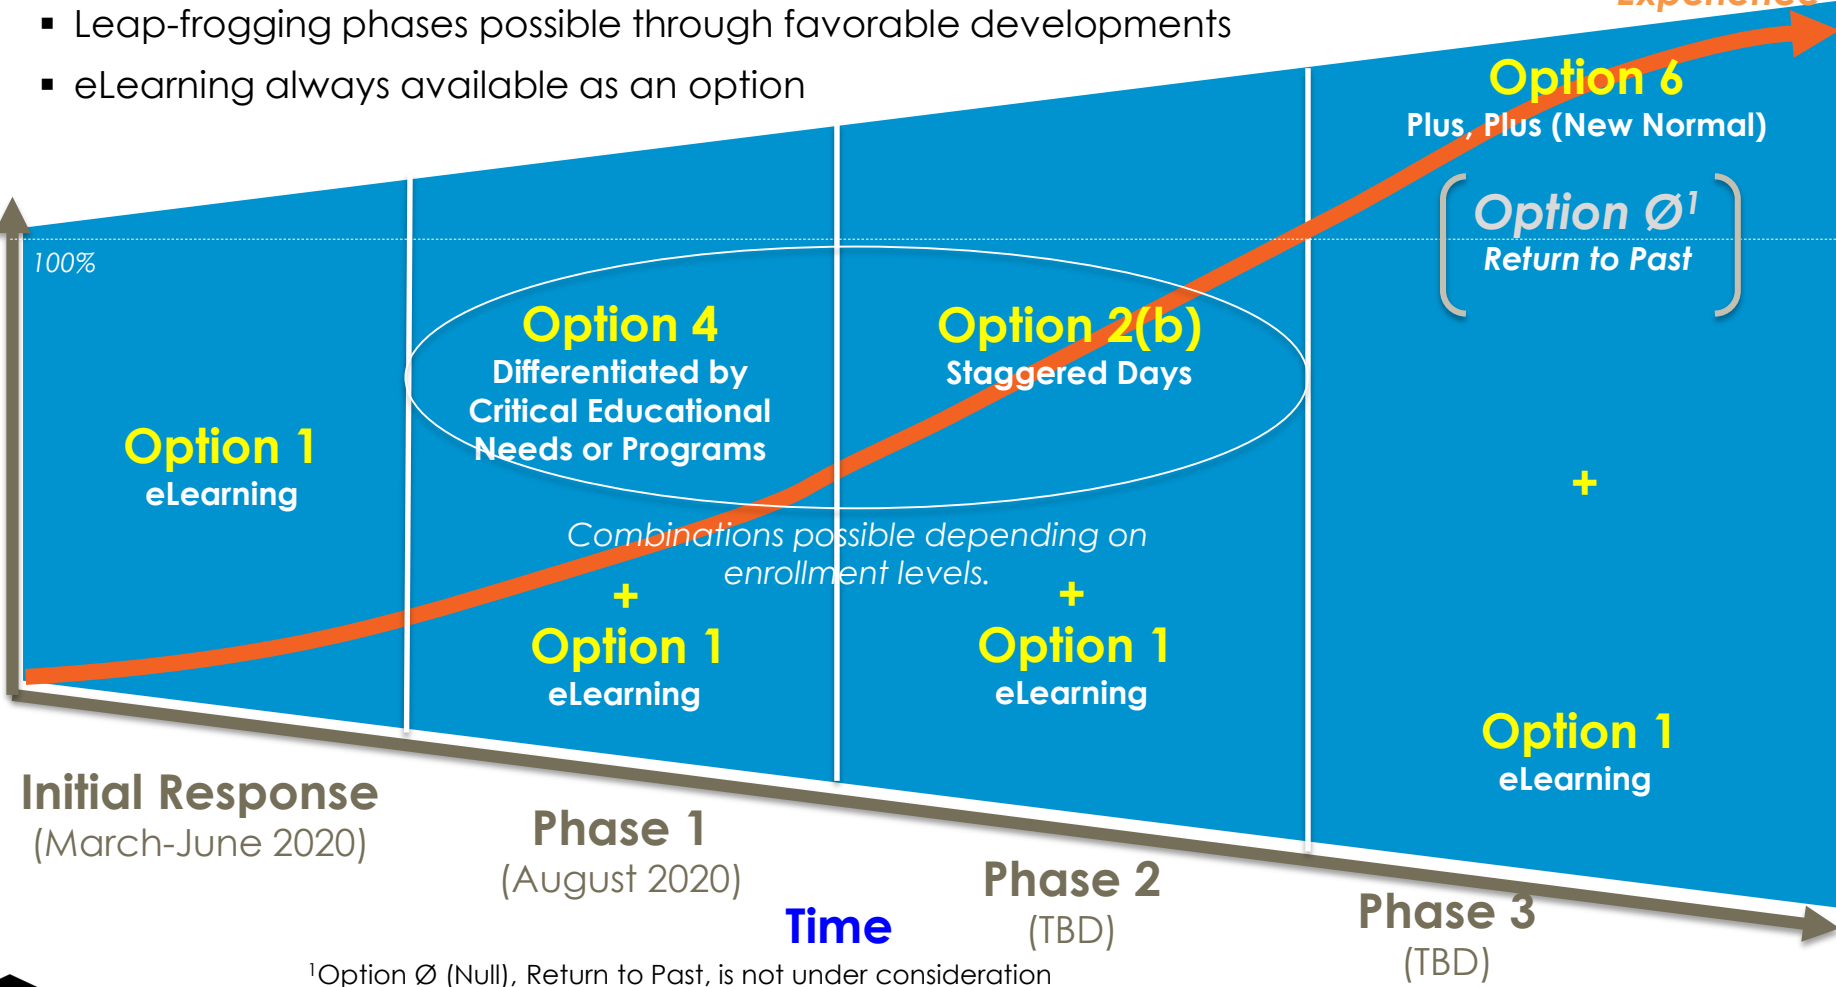 Experience
▪ Leap-frogging phases possible through favorable developments
▪ eLearning always available as an option
100%
Option 1
eLearning
Option 4
Differentiated by
Critical Educational
Needs or Programs
Option 2(b)
Staggered Days
Combinations possible depending on
enrollment levels.
+
Option 1
eLearning
+
Option 1
eLearning
Option 6
Plus, Plus (New Normal)
Option Ø¹
Return to Past
+
Option 1
eLearning
Initial Response
(March-June 2020)
Phase 1
(August 2020)
Phase 2
(TBD)
Phase 3
(TBD)
Time
¹Option Ø (Null), Return to Past, is not under consideration